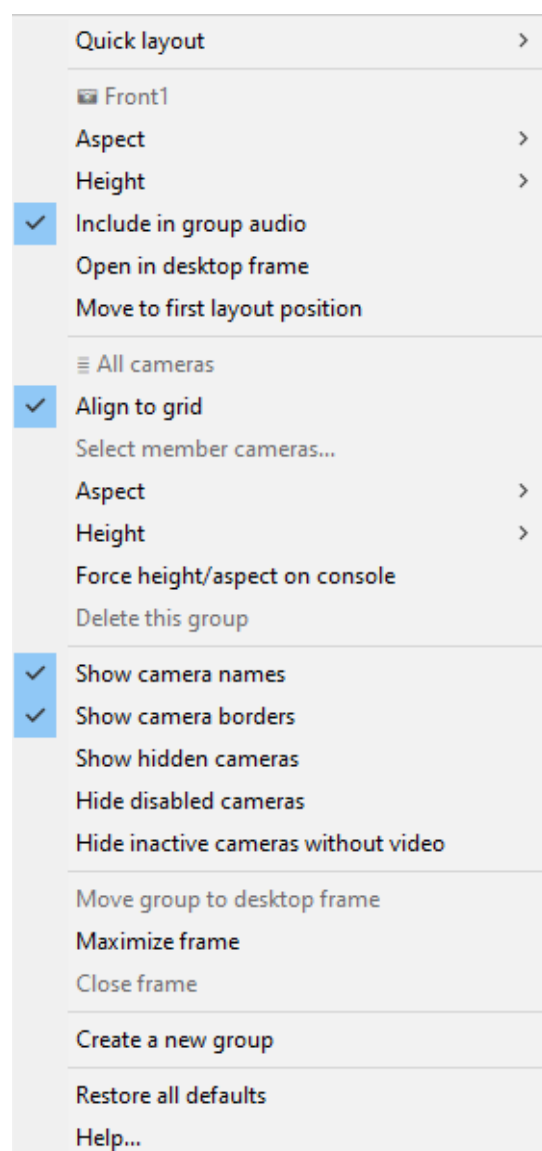 Quick layout
Front1
Aspect
Height
Include in group audio
Open in desktop frame
Move to first layout position
All cameras
Align to grid
Select member cameras...
Aspect
Height
Force height/aspect on console
Delete this group
Show camera names
Show camera borders
Show hidden cameras
Hide disabled cameras
Hide inactive cameras without video
Move group to desktop frame
Maximize frame
Close frame
Create a new group
Restore all defaults
Help...